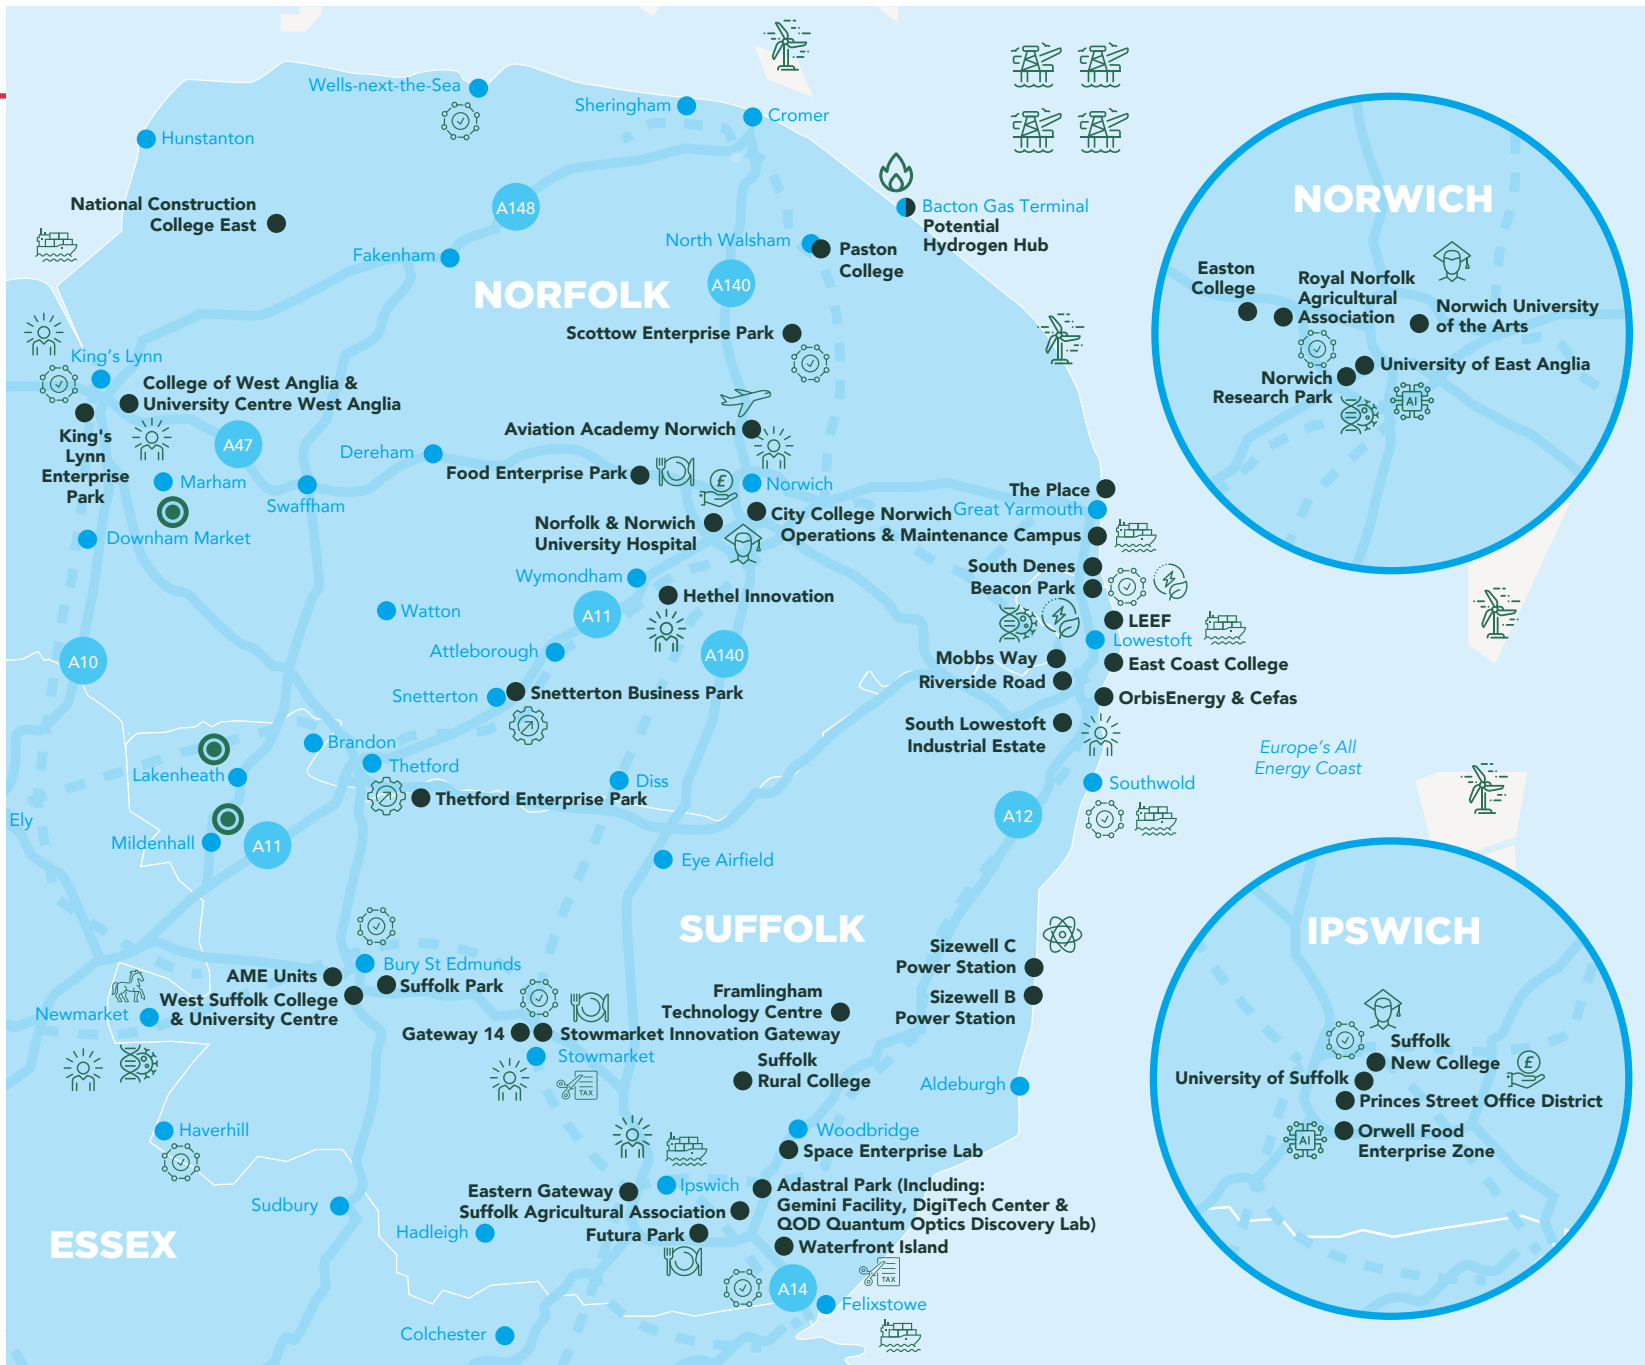 Wells-next-the-Sea
Sheringham
Cromer
Hunstanton
National Construction
College East
A148
Bacton Gas Terminal
Potential
Hydrogen Hub
North Walsham
Paston
College
Fakenham
NORFOLK
A140
Scottow Enterprise Park
King's Lynn
College of West Anglia &
University Centre West Anglia
King's
Lynn
Enterprise
Park
A47
Aviation Academy Norwich
Dereham
Food Enterprise Park
Marham
Swaffham
Norwich
The Place
City College Norwich
Great Yarmouth
Norfolk & Norwich
University Hospital
Operations & Maintenance Campus
Downham Market
South Denes
Beacon Park
Wymondham
Hethel Innovation
Watton
A11
LEEF
Lowestoft
Attleborough
A140
A10
Mobbs Way
East Coast College
Riverside Road
Snetterton
Snetterton Business Park
OrbisEnergy & Cefas
South Lowestoft
Industrial Estate
Brandon
Thetford
Europe's All
Energy Coast
Lakenheath
Diss
Southwold
Thetford Enterprise Park
Ely
A12
Mildenhall
A11
Eye Airfield
SUFFOLK
Sizewell C
Power Station
Bury St Edmunds
AME Units
Suffolk Park
West Suffolk College
& University Centre
Newmarket
Framlingham
Technology Centre
Sizewell B
Power Station
Gateway 14
Stowmarket Innovation Gateway
Stowmarket
Suffolk
Rural College
TAX
Aldeburgh
Haverhill
Woodbridge
Space Enterprise Lab
Ipswich
Eastern Gateway
Adastral Park (Including:
Gemini Facility, DigiTech Center &
QOD Quantum Optics Discovery Lab)
Suffolk Agricultural Association
Sudbury
Hadleigh
Futura Park
Waterfront Island
ESSEX
TAX
A14
Felixstowe
Colchester
NORWICH
Easton
College
Royal Norfolk
Agricultural
Association
Norwich University
of the Arts
University of East Anglia
Norwich
Research Park
AI
IPSWICH
Suffolk
New College
University of Suffolk
Princes Street Office District
AI
Orwell Food
Enterprise Zone
£
£